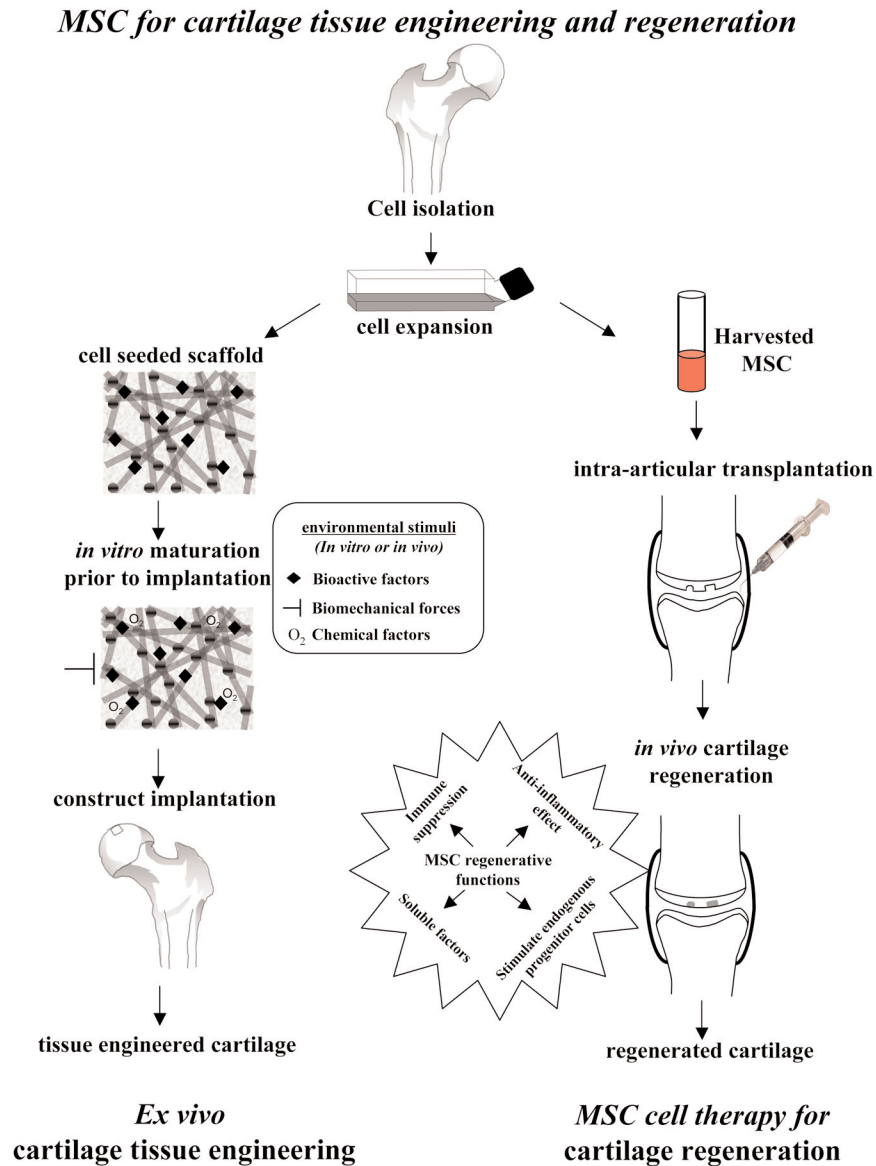 MSC for cartilage tissue engineering and regeneration
Cell isolation
cell expansion
cell seeded scaffold
in vitro maturation
prior to implantation
environmental stimuli
(In vitro or in vivo)
Bioactive factors
Biomechanical forces
O₂ Chemical factors
O₂ O₂
O₂
O₂
construct implantation
tissue engineered cartilage
Ex vivo
cartilage tissue engineering
Harvested
MSC
intra-articular transplantation
in vivo cartilage
regeneration
Immune
suppression
Anti-inflammatory
effect
MSC regenerative
functions
Soluble factors
Stimulate endogenous
progenitor cells
regenerated cartilage
MSC cell therapy for
cartilage regeneration